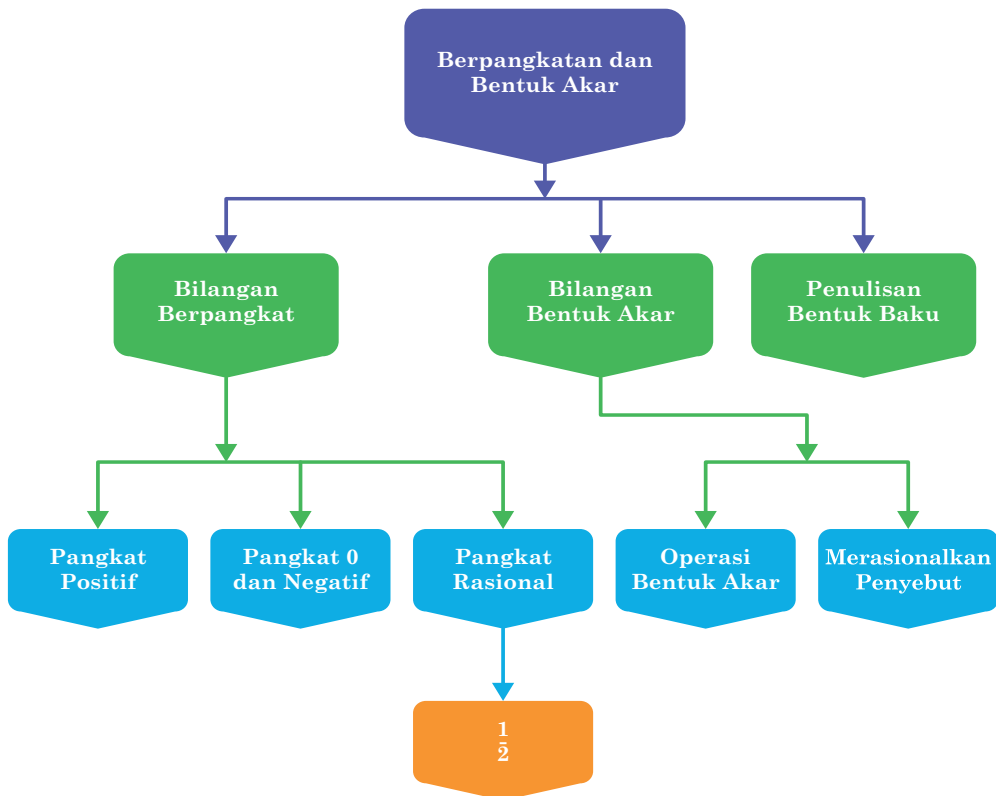 Berpangkatan dan
Bentuk Akar
Bilangan
Berpangkat
Bilangan
Bentuk Akar
Penulisan
Bentuk Baku
Pangkat
Positif
Pangkat 0
dan Negatif
Pangkat
Rasional
Operasi
Bentuk Akar
Merasionalkan
Penyebut
1
2